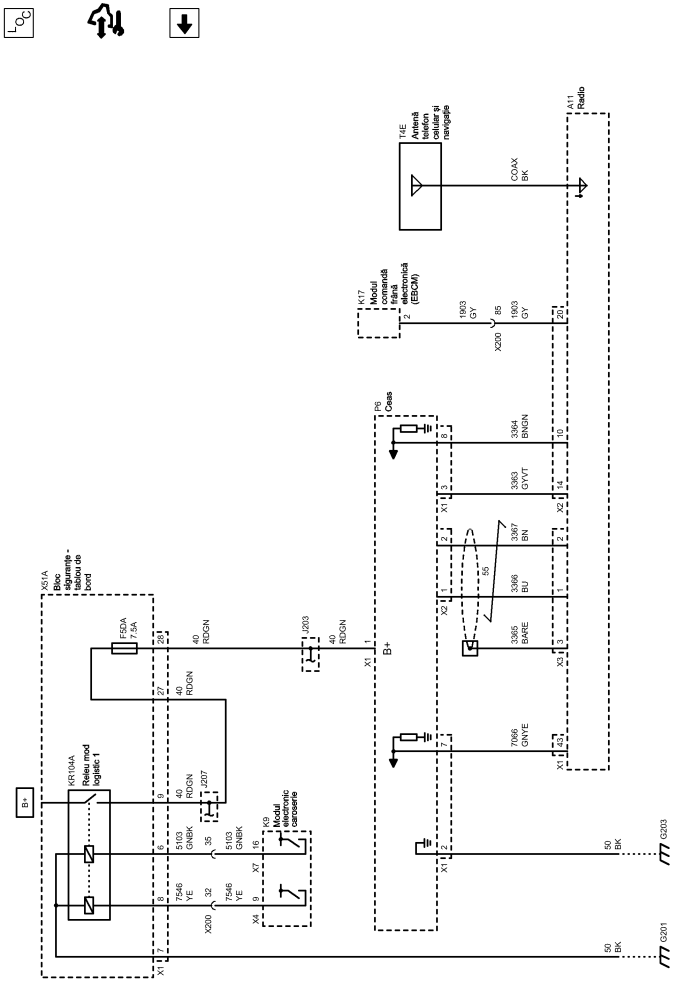 LOC
A11
Radio
T4E
Antenă
telefon
celular și
navigație
COAX
BK
K17
Modul
comandă
frână
electronică
(EBCM)
2
1903
GY
85
X200
1903
GY
20
P6
Ceas
8
3364
BNGN
10
X1
3
3363
GYVT
14
X2
2
3367
BN
2
55
X2
1
3366
BU
1
3365
BARE
3
X3
X51A
Bloc
siguranțe -
tablou de
bord
F5DA
7.5A
28
40
RDGN
J203
40
RDGN
X1
1
B+
27
40
RDGN
7
7066
GNYE
43
X1
B+
KR104A
Releu mod
logistic 1
9
40
RDGN
J207
K9
Modul
electronic
caroserie
6
5103
GNBK
35
5103
GNBK
16
X7
8
7546
YE
32
X200
7546
YE
9
X4
X1
2
50
BK
G203
X1
7
50
BK
G201